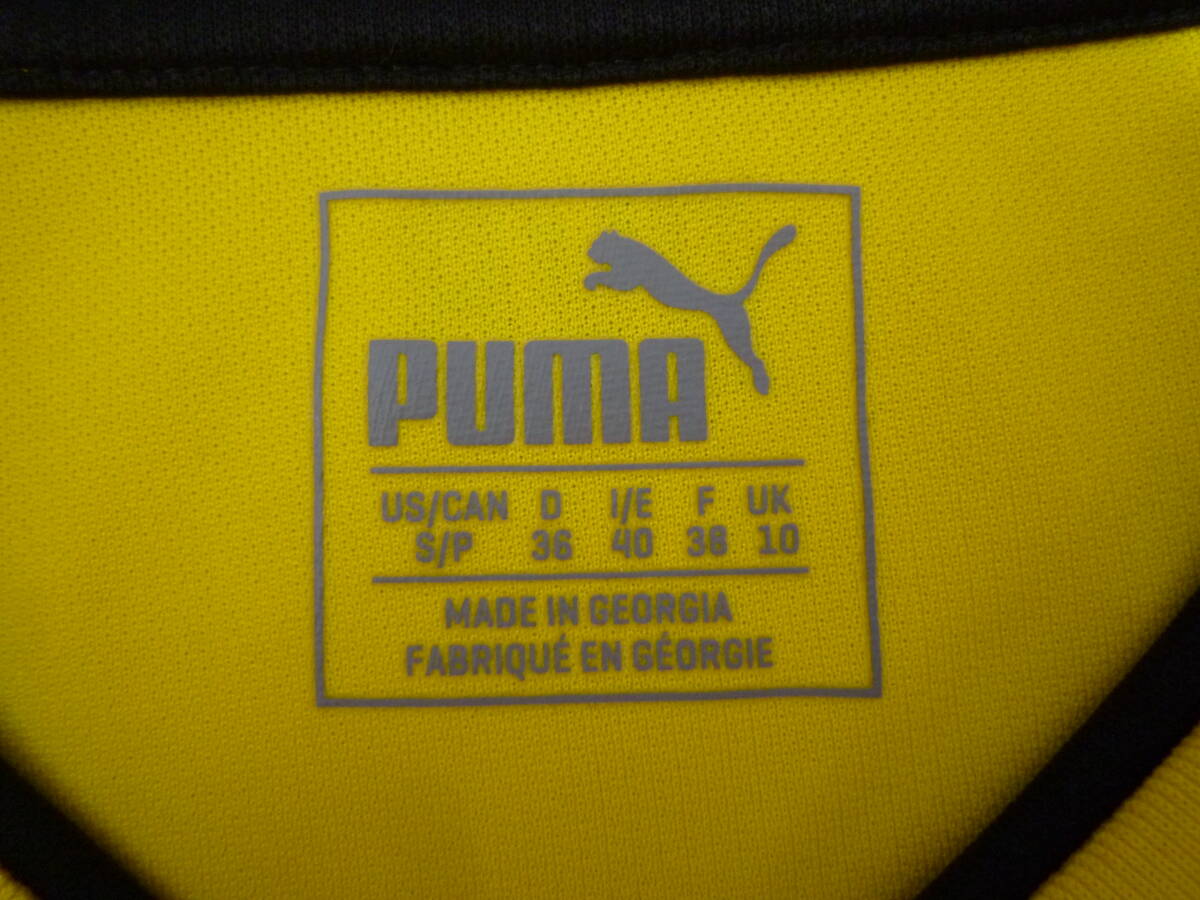 PUMA
US/CAN D I/E F UK
S/P 36 40 38 10
MADE IN GEORGIA
FABRIQUÉ EN GÉORGIE